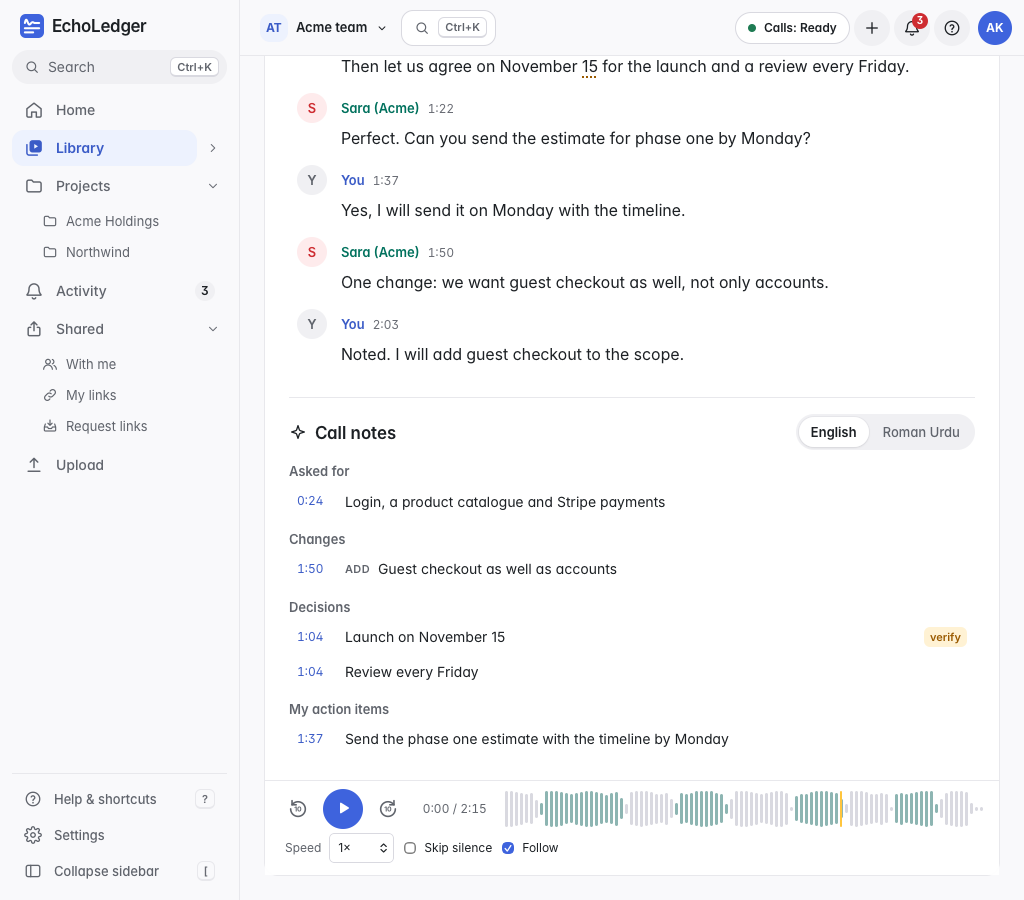 EchoLedger
Search Ctrl+K
Home
Library
Projects
Acme Holdings
Northwind
Activity 3
Shared
With me
My links
Request links
Upload
Help & shortcuts ?
Settings
Collapse sidebar [
AT Acme team Ctrl+K Calls: Ready 3 AK
Then let us agree on November 15 for the launch and a review every Friday.
S Sara (Acme) 1:22
Perfect. Can you send the estimate for phase one by Monday?
Y You 1:37
Yes, I will send it on Monday with the timeline.
S Sara (Acme) 1:50
One change: we want guest checkout as well, not only accounts.
Y You 2:03
Noted. I will add guest checkout to the scope.
Call notes English Roman Urdu
Asked for
0:24 Login, a product catalogue and Stripe payments
Changes
1:50 ADD Guest checkout as well as accounts
Decisions
1:04 Launch on November 15 verify
1:04 Review every Friday
My action items
1:37 Send the phase one estimate with the timeline by Monday
10 10 0:00 / 2:15
Speed 1× Skip silence Follow